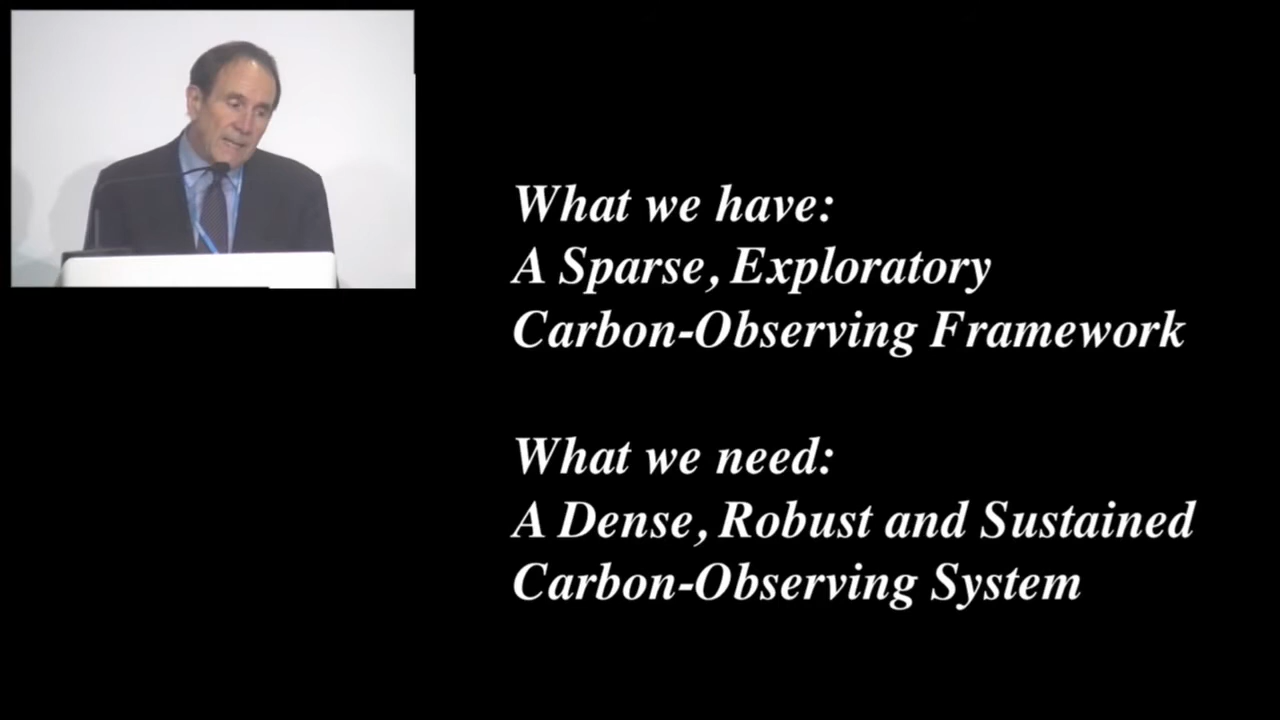 What we have:
A Sparse, Exploratory
Carbon-Observing Framework
What we need:
A Dense, Robust and Sustained
Carbon-Observing System